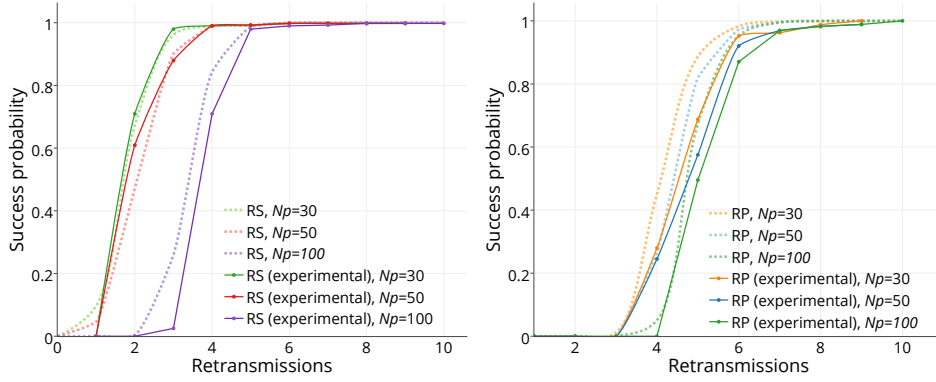 Success probability
1
0.8
0.6
0.4
0.2
0
0
2
4
6
8
10
Retransmissions
RS, Np=30
RS, Np=50
RS, Np=100
RS (experimental), Np=30
RS (experimental), Np=50
RS (experimental), Np=100
Success probability
1
0.8
0.6
0.4
0.2
0
2
4
6
8
10
Retransmissions
RP, Np=30
RP, Np=50
RP, Np=100
RP (experimental), Np=30
RP (experimental), Np=50
RP (experimental), Np=100